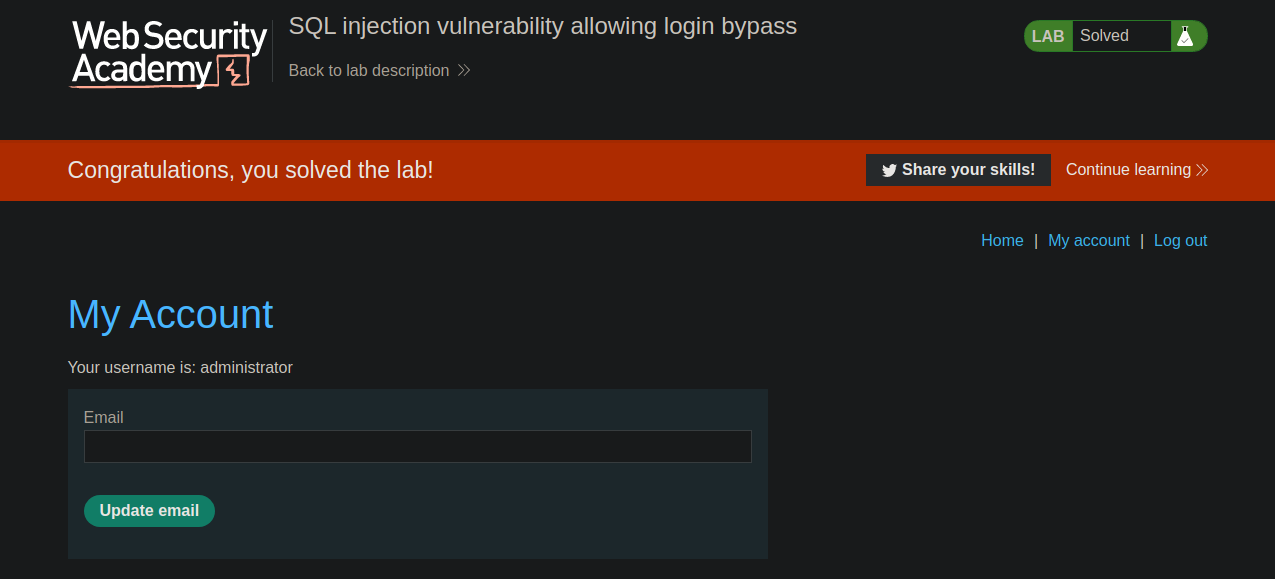 Web Security
Academy
SQL injection vulnerability allowing login bypass
Back to lab description
LAB Solved
Congratulations, you solved the lab!
Share your skills!
Continue learning
Home | My account | Log out
My Account
Your username is: administrator
Email
Update email